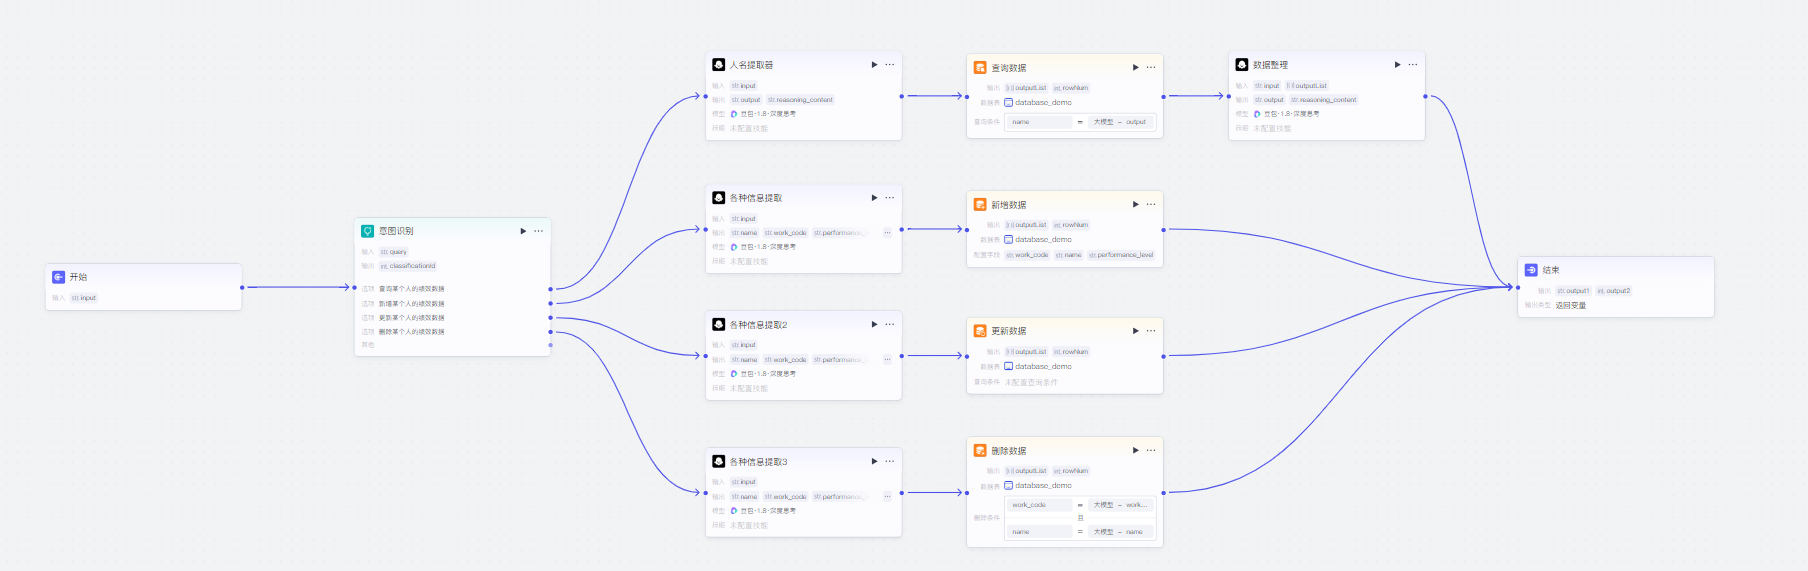 开始
输入 str. input
意图识别
输入 str. query
输出 int. classificationId
选项 查询某个人的绩效数据
选项 新增某个人的绩效数据
选项 更新某个人的绩效数据
选项 删除某个人的绩效数据
其他
人名提取器
输入 str. input
输出 str. output str. reasoning_content
模型 豆包·1.8·深度思考
技能 未配置技能
查询数据
输出 [{}] outputList int. rowNum
数据表 database_demo
查询条件 name = 大模型 - output
数据整理
输入 str. input [{}] outputList
输出 str. output str. reasoning_content
模型 豆包·1.8·深度思考
技能 未配置技能
各种信息提取
输入 str. input
输出 str. name str. work_code str. performance_ ...
模型 豆包·1.8·深度思考
技能 未配置技能
新增数据
输出 [{}] outputList int. rowNum
数据表 database_demo
配置字段 str. work_code str. name str. performance_level
各种信息提取2
输入 str. input
输出 str. name str. work_code str. performance_ ...
模型 豆包·1.8·深度思考
技能 未配置技能
更新数据
输出 [{}] outputList int. rowNum
数据表 database_demo
查询条件 未配置查询条件
各种信息提取3
输入 str. input
输出 str. name str. work_code str. performance_ ...
模型 豆包·1.8·深度思考
技能 未配置技能
删除数据
输出 [{}] outputList int. rowNum
数据表 database_demo
work_code = 大模型 - work...
删除条件 且
name = 大模型 - name
结束
输出 str. output1 int. output2
输出类型 返回变量